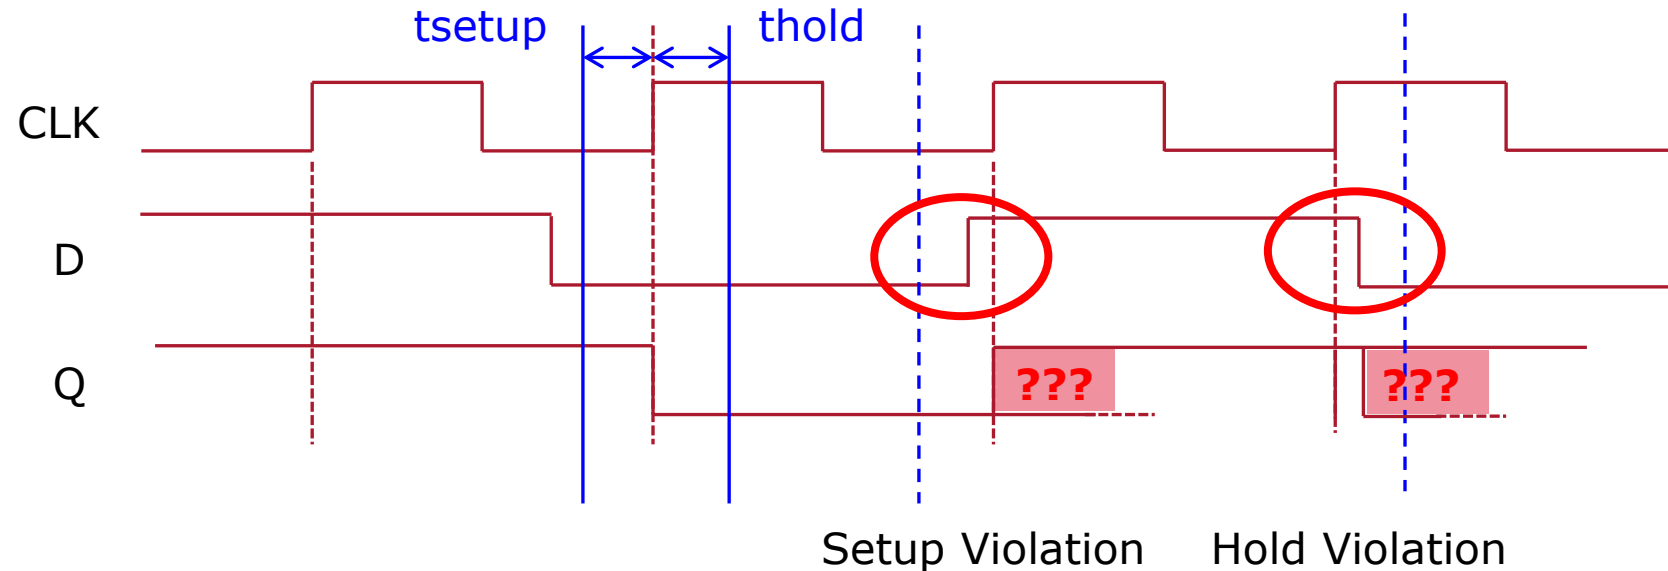 tsetup
thold
CLK
D
Q
???
???
Setup Violation
Hold Violation